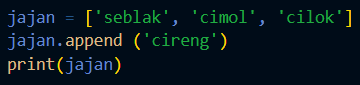 jajan = ['seblak', 'cimol', 'cilok']
jajan.append ('cireng')
print(jajan)